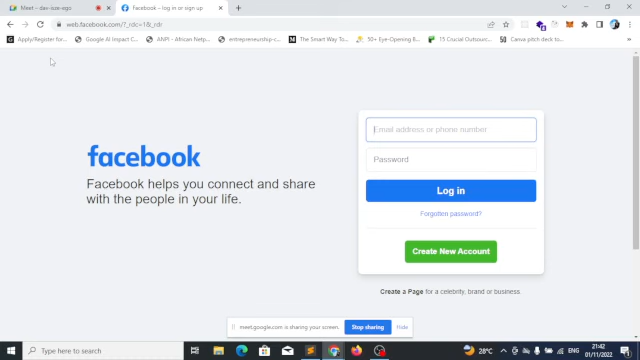 Meet – dev-isze-ego
Facebook – log in or sign up
web.facebook.com/?_rdc=1&_rdr
Apply/Register for...
Google AI Impact C...
ANPI - African Netp...
entrepreneurship-c...
The Smart Way To...
50+ Eye-Opening B...
15 Crucial Outsourc...
Canva pitch deck to...
Email address or phone number
facebook
Password
Facebook helps you connect and share
with the people in your life.
Log in
Forgotten password?
Create New Account
Create a Page for a celebrity, brand or business.
meet.google.com is sharing your screen.
Stop sharing
Hide
Type here to search
28°C
ENG
21:42
01/11/2022